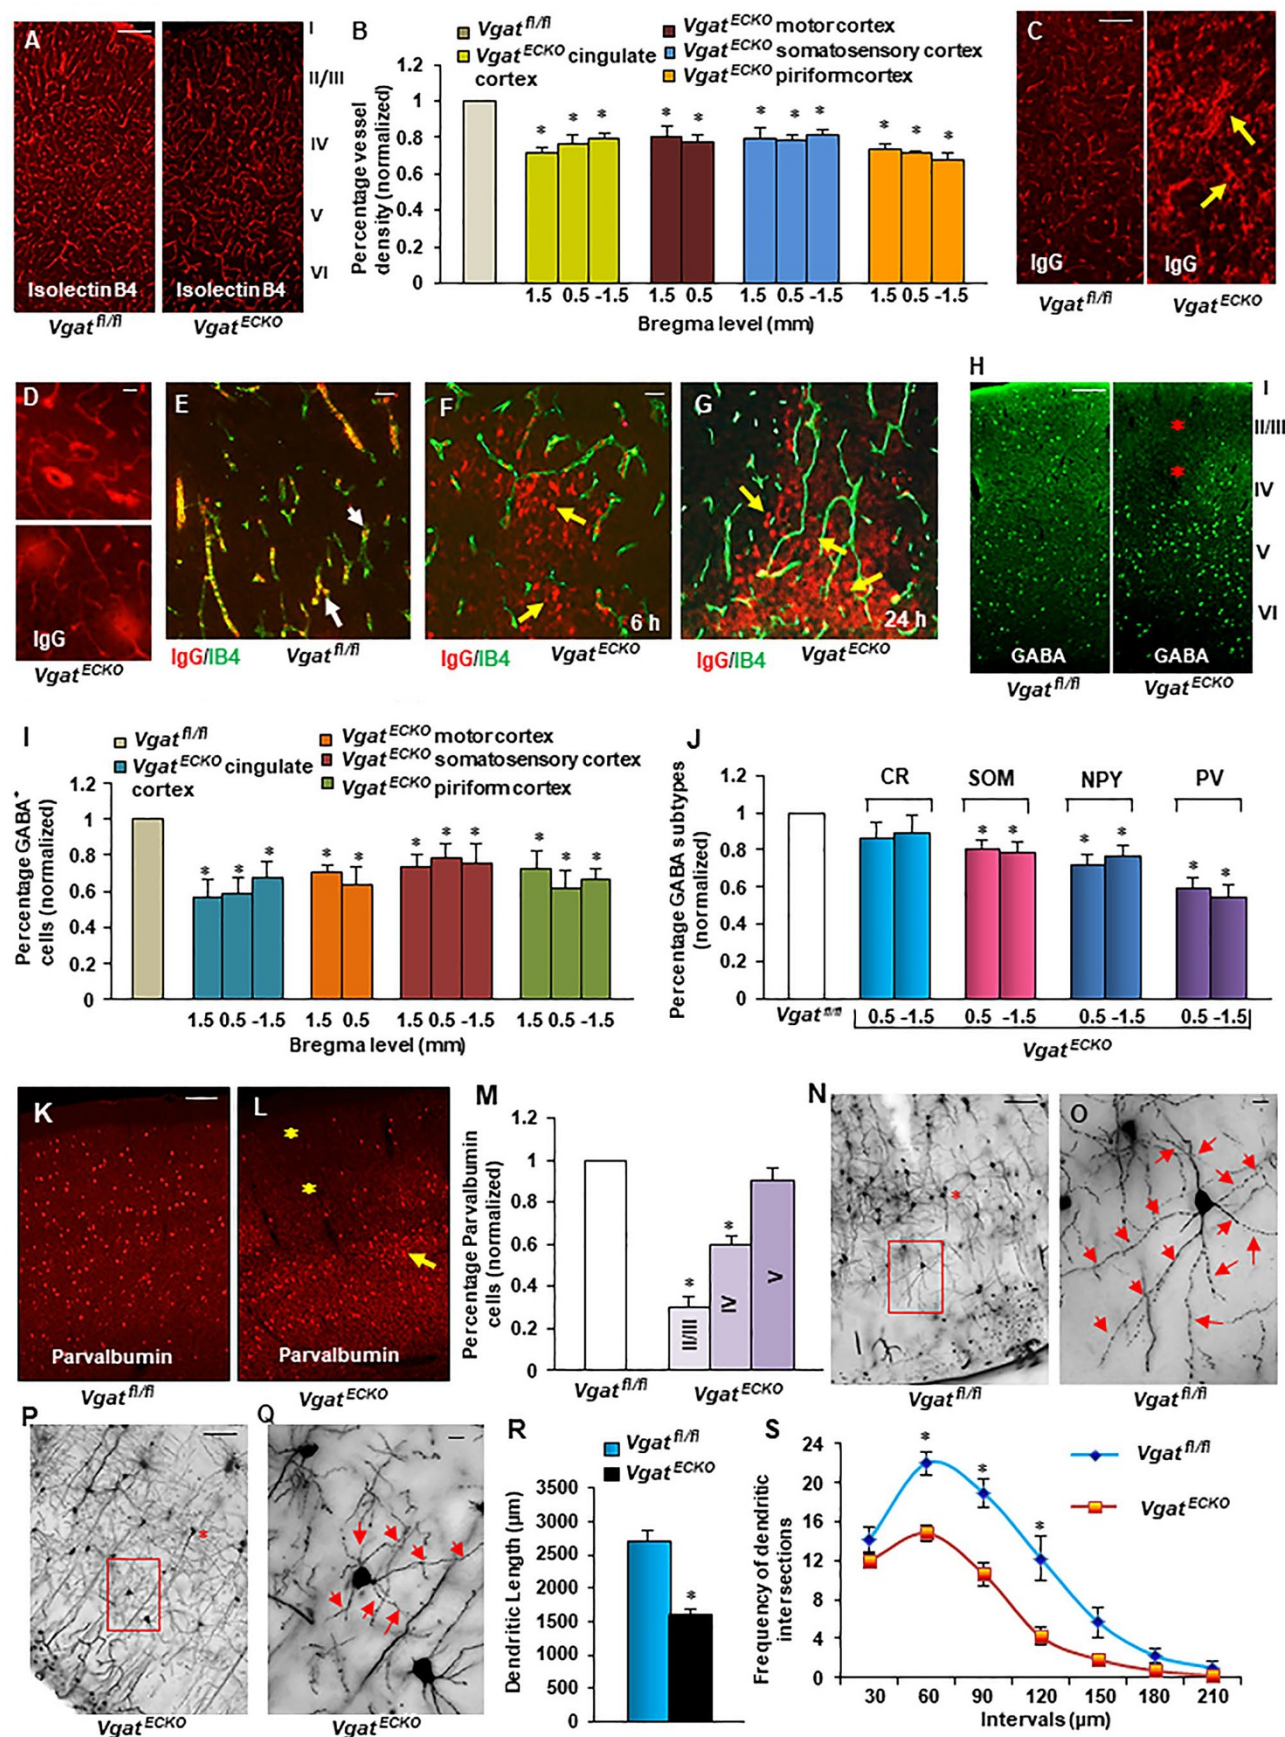 A
I
II/III
IV
V
VI
Isolectin B4
Isolectin B4
Vgat fl/fl
Vgat ECKO
B
Vgat fl/fl
Vgat ECKO cingulate
cortex
Vgat ECKO motor cortex
Vgat ECKO somatosensory cortex
Vgat ECKO piriform cortex
Percentage vessel
density (normalized)
1.2
1
0.8
0.6
0.4
0.2
0
* * * * * * * * * * *
1.5 0.5 -1.5 1.5 0.5 1.5 0.5 -1.5 1.5 0.5 -1.5
Bregma level (mm)
C
IgG
IgG
Vgat fl/fl
Vgat ECKO
D
IgG
Vgat ECKO
E
IgG/IB4
Vgat fl/fl
F
6 h
IgG/IB4
Vgat ECKO
G
24 h
IgG/IB4
Vgat ECKO
H
I
II/III
IV
V
VI
*
*
GABA
GABA
Vgat fl/fl
Vgat ECKO
I
Vgat fl/fl
Vgat ECKO cingulate
cortex
Vgat ECKO motor cortex
Vgat ECKO somatosensory cortex
Vgat ECKO piriform cortex
Percentage GABA+
cells (normalized)
1.2
1
0.8
0.6
0.4
0.2
0
* * * * * * * * * * *
1.5 0.5 -1.5 1.5 0.5 1.5 0.5 -1.5 1.5 0.5 -1.5
Bregma level (mm)
J
Percentage GABA subtypes
(normalized)
1.2
1
0.8
0.6
0.4
0.2
0
CR SOM NPY PV
* * * * * *
Vgat fl/fl
0.5 -1.5 0.5 -1.5 0.5 -1.5 0.5 -1.5
Vgat ECKO
K
Parvalbumin
Vgat fl/fl
L
*
*
Parvalbumin
Vgat ECKO
M
Percentage Parvalbumin
cells (normalized)
1.2
1
0.8
0.6
0.4
0.2
0
* *
II/III
IV
V
Vgat fl/fl
Vgat ECKO
N
*
Vgat fl/fl
O
Vgat fl/fl
P
*
Vgat ECKO
Q
Vgat ECKO
R
Vgat fl/fl
Vgat ECKO
Dendritic Length (µm)
3500
3000
2500
2000
1500
1000
500
0
*
S
Frequency of dendritic
intersections
24
20
16
12
8
4
0
* * *
Vgat fl/fl
Vgat ECKO
30 60 90 120 150 180 210
Intervals (µm)